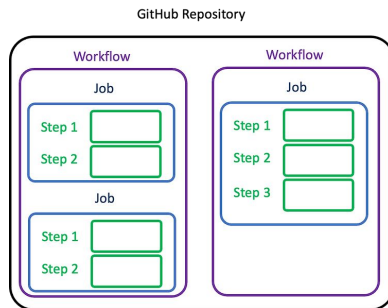 GitHub Repository
Workflow
Job
Step 1
Step 2
Job
Step 1
Step 2
Workflow
Job
Step 1
Step 2
Step 3